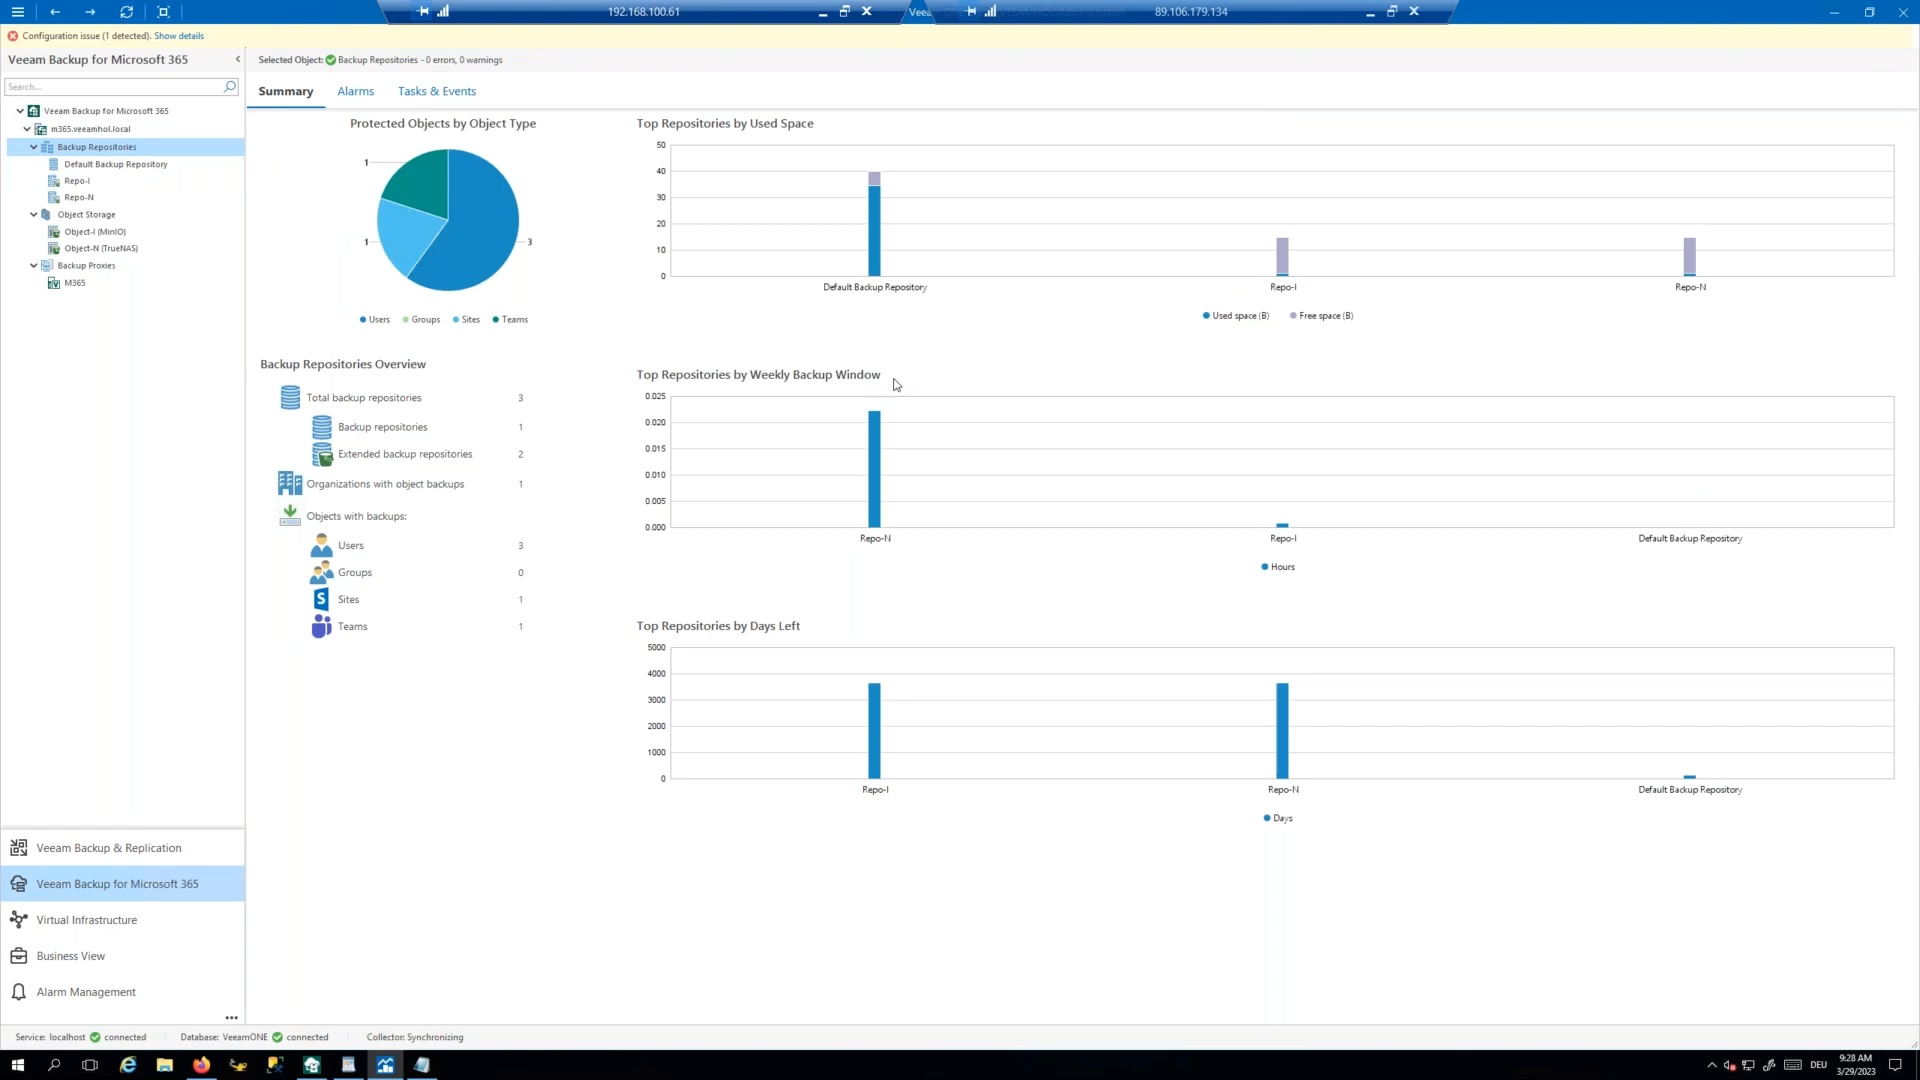 192.168.100.61
Veeam
89.106.179.134
Configuration issue (1 detected). Show details
Veeam Backup for Microsoft 365
Selected Object: Backup Repositories - 0 errors, 0 warnings
Search...
Summary
Alarms
Tasks & Events
Veeam Backup for Microsoft 365
m365.veeamhol.local
Backup Repositories
Default Backup Repository
Repo-I
Repo-N
Object Storage
Object-I (MinIO)
Object-N (TrueNAS)
Backup Proxies
M365
Protected Objects by Object Type
1
1
3
Users
Groups
Sites
Teams
Backup Repositories Overview
Total backup repositories 3
Backup repositories 1
Extended backup repositories 2
Organizations with object backups 1
Objects with backups:
Users 3
Groups 0
Sites 1
Teams 1
Top Repositories by Used Space
50
40
30
20
10
0
Default Backup Repository
Repo-I
Repo-N
Used space (B)
Free space (B)
Top Repositories by Weekly Backup Window
0.025
0.020
0.015
0.010
0.005
0.000
Repo-N
Repo-I
Default Backup Repository
Hours
Top Repositories by Days Left
5000
4000
3000
2000
1000
0
Repo-I
Repo-N
Default Backup Repository
Days
Veeam Backup & Replication
Veeam Backup for Microsoft 365
Virtual Infrastructure
Business View
Alarm Management
Service: localhost connected
Database: VeeamONE connected
Collector: Synchronizing
DEU
9:28 AM
3/29/2023